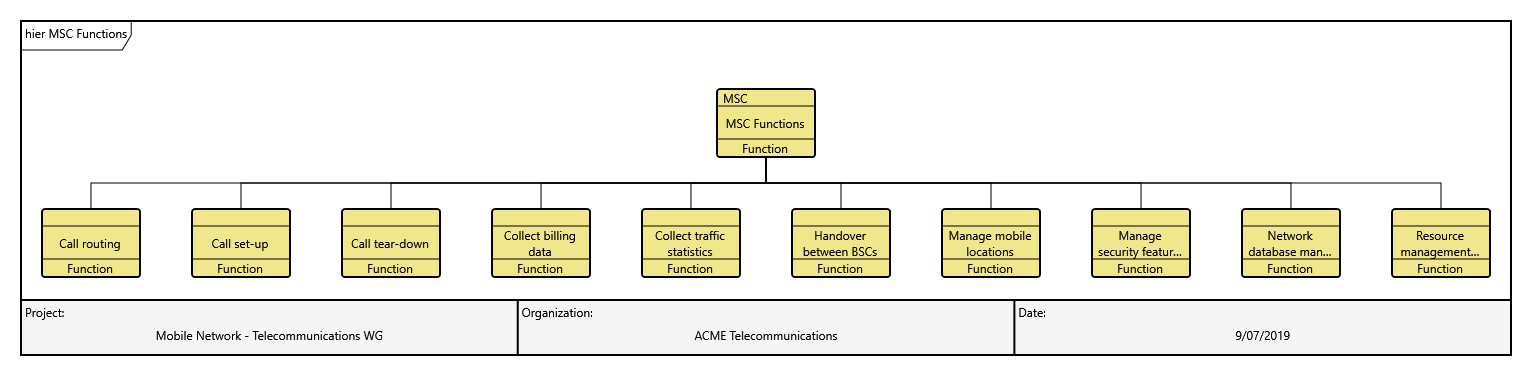 hier MSC Functions
MSC
MSC Functions
Function
Call routing
Function
Call set-up
Function
Call tear-down
Function
Collect billing
data
Function
Collect traffic
statistics
Function
Handover
between BSCs
Function
Manage mobile
locations
Function
Manage
security featur...
Function
Network
database man...
Function
Resource
management...
Function
Project:
Mobile Network - Telecommunications WG
Organization:
ACME Telecommunications
Date:
9/07/2019